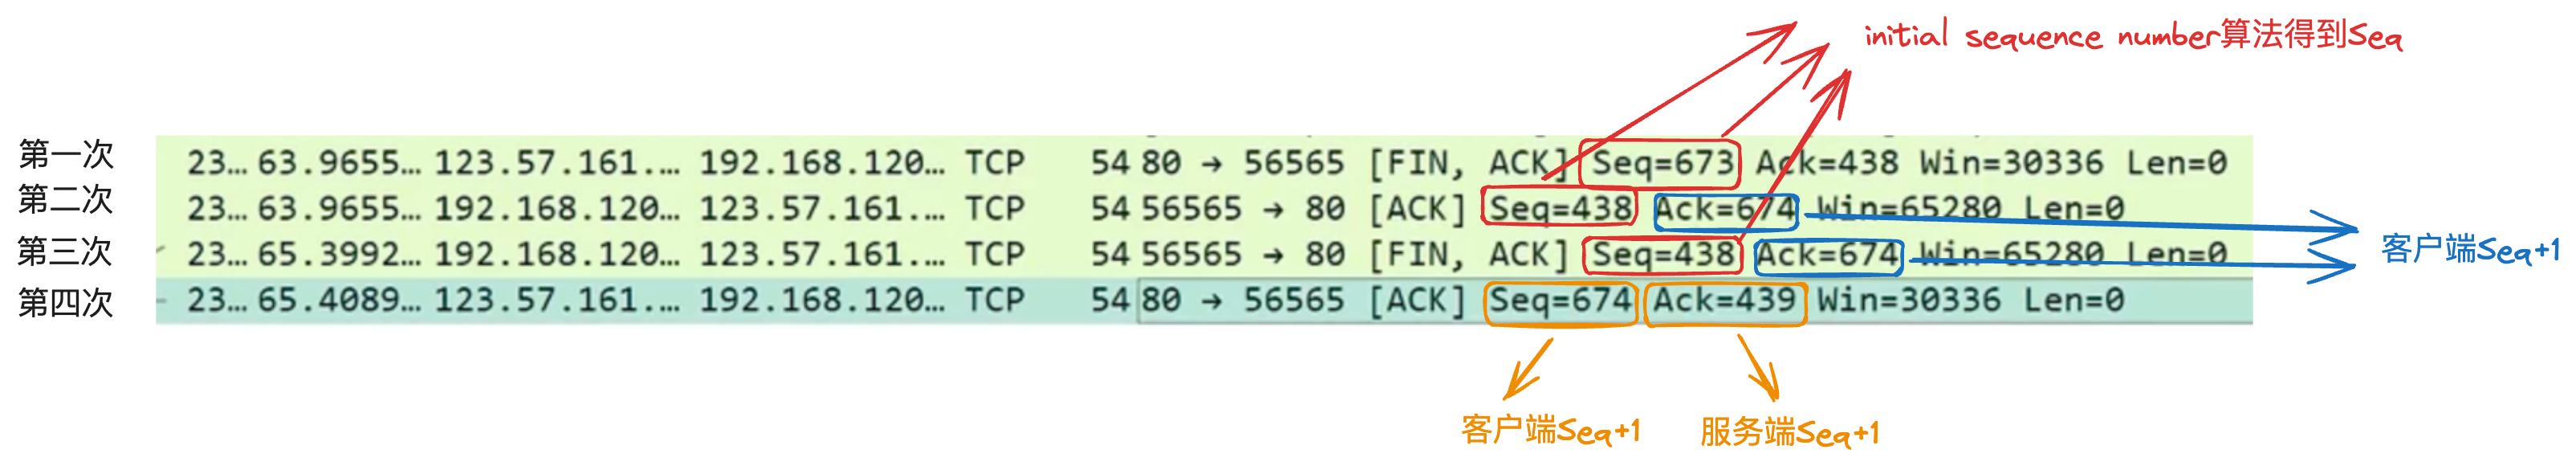 initial sequence number算法得到Seq
第一次 23… 63.9655… 123.57.161.… 192.168.120… TCP 54 80 → 56565 [FIN, ACK] Seq=673 Ack=438 Win=30336 Len=0
第二次 23… 63.9655… 192.168.120… 123.57.161.… TCP 54 56565 → 80 [ACK] Seq=438 Ack=674 Win=65280 Len=0
第三次 23… 65.3992… 192.168.120… 123.57.161.… TCP 54 56565 → 80 [FIN, ACK] Seq=438 Ack=674 Win=65280 Len=0
客户端Seq+1
第四次 23… 65.4089… 123.57.161.… 192.168.120… TCP 54 80 → 56565 [ACK] Seq=674 Ack=439 Win=30336 Len=0
客户端Seq+1 服务端Seq+1